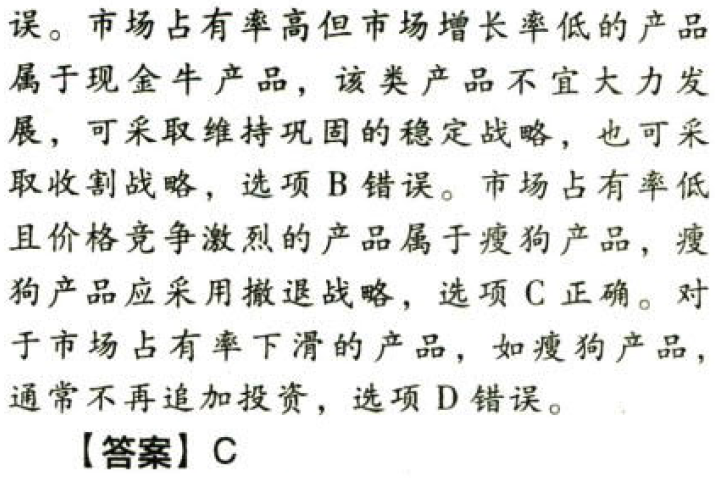 误。市场占有率高但市场增长率低的产品
属于现金牛产品，该类产品不宜大力发
展，可采取维持巩固的稳定战略，也可采
取收割战略，选项 B 错误。市场占有率低
且价格竞争激烈的产品属于瘦狗产品，瘦
狗产品应采用撤退战略，选项 C 正确。对
于市场占有率下滑的产品，如瘦狗产品，
通常不再追加投资，选项 D 错误。
【答案】C